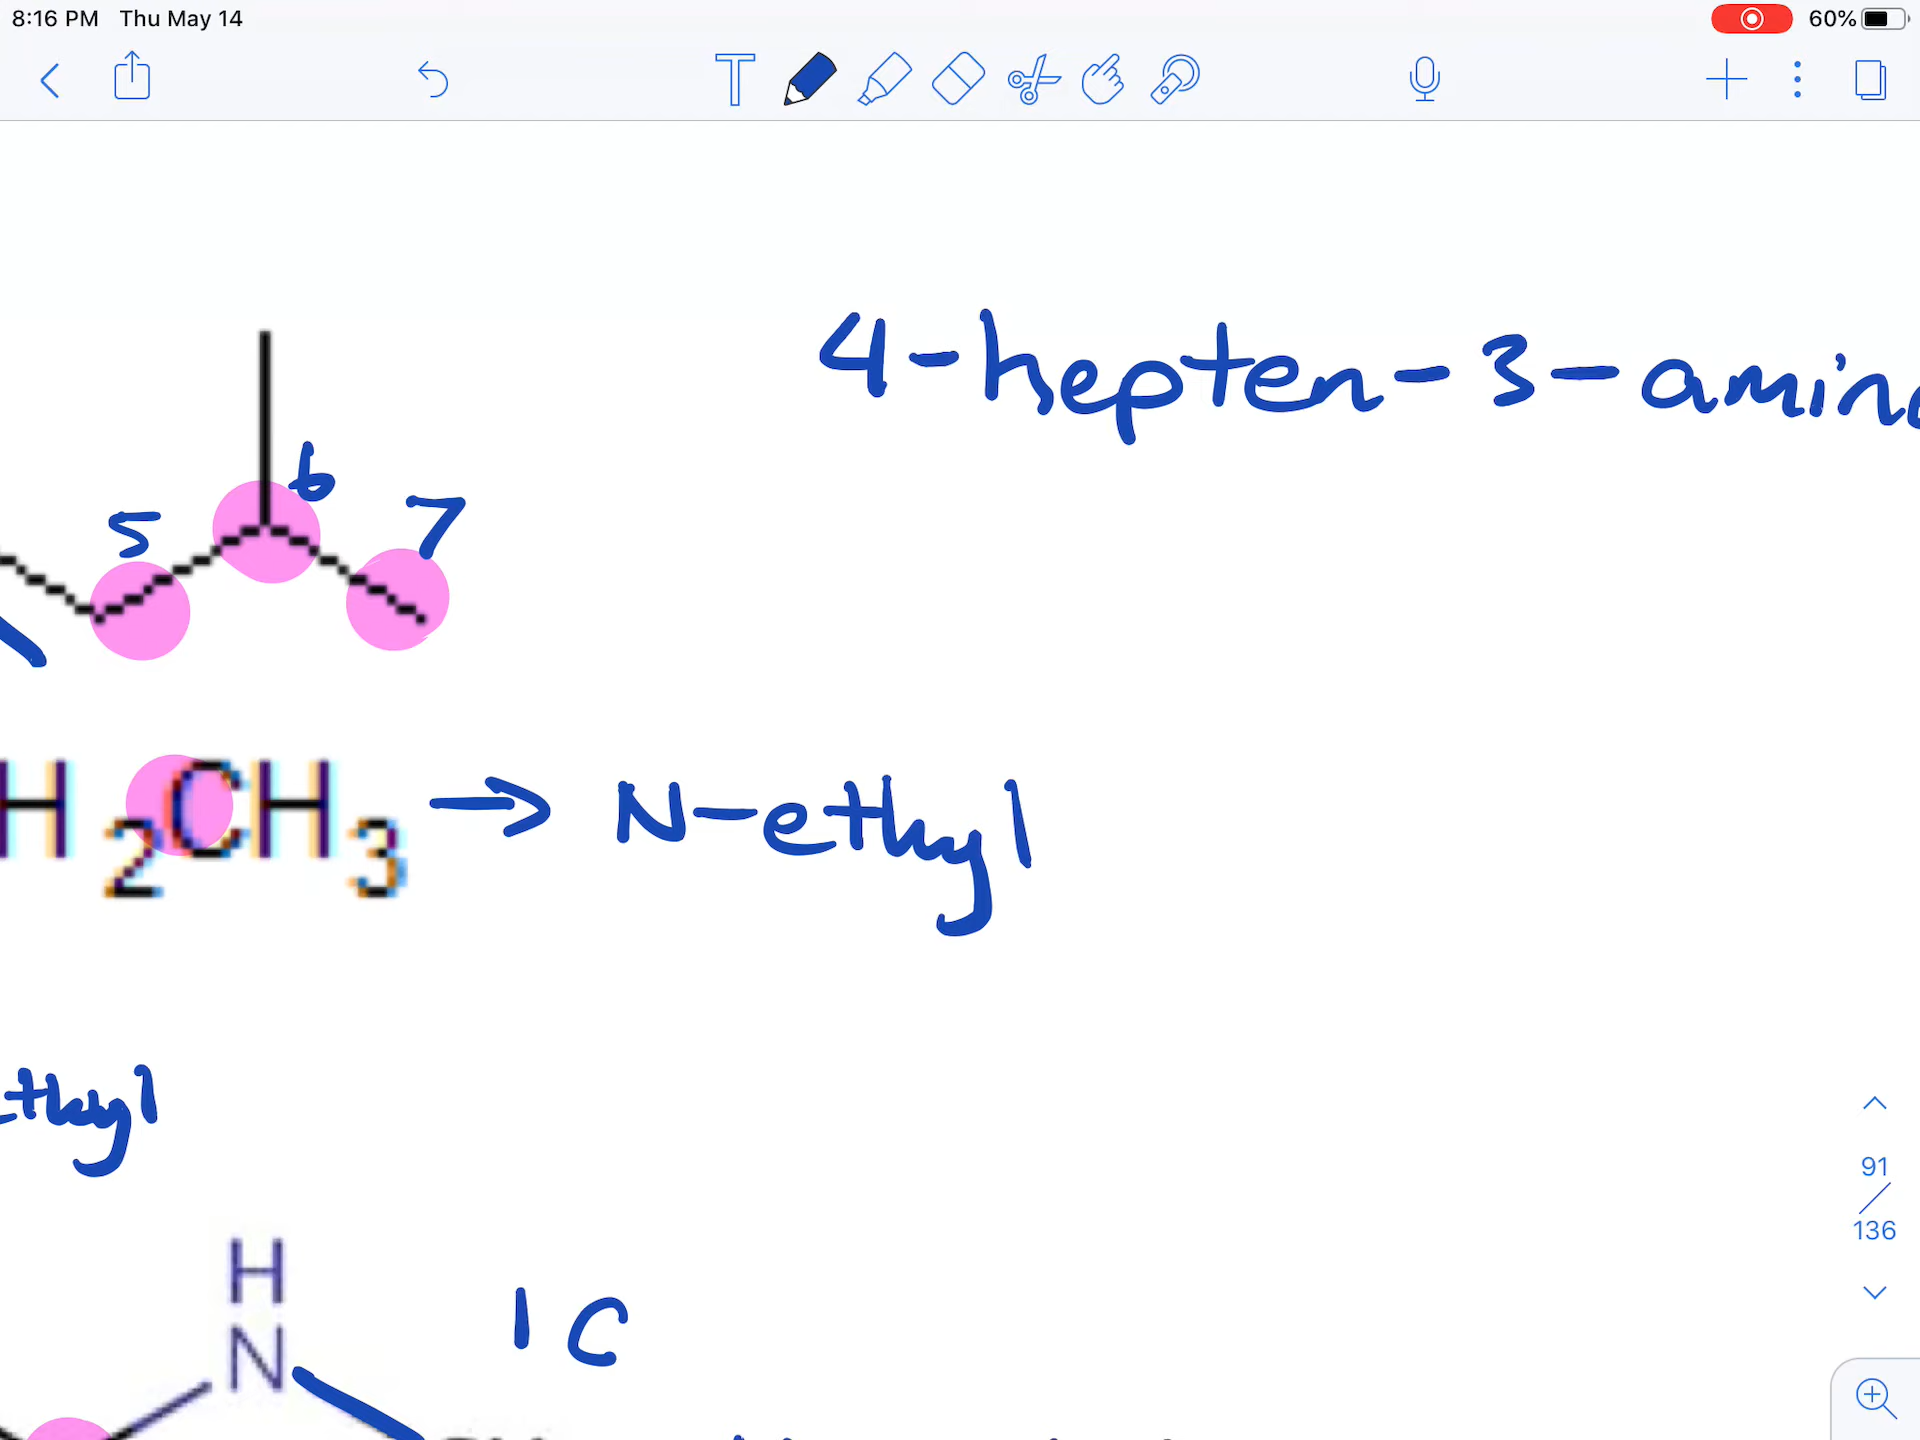 8:16 PM Thu May 14
60%
T
4-hepten-3-amine
6
5
7
H2CH3 → N-ethyl
thyl
91
136
H
N
1 C